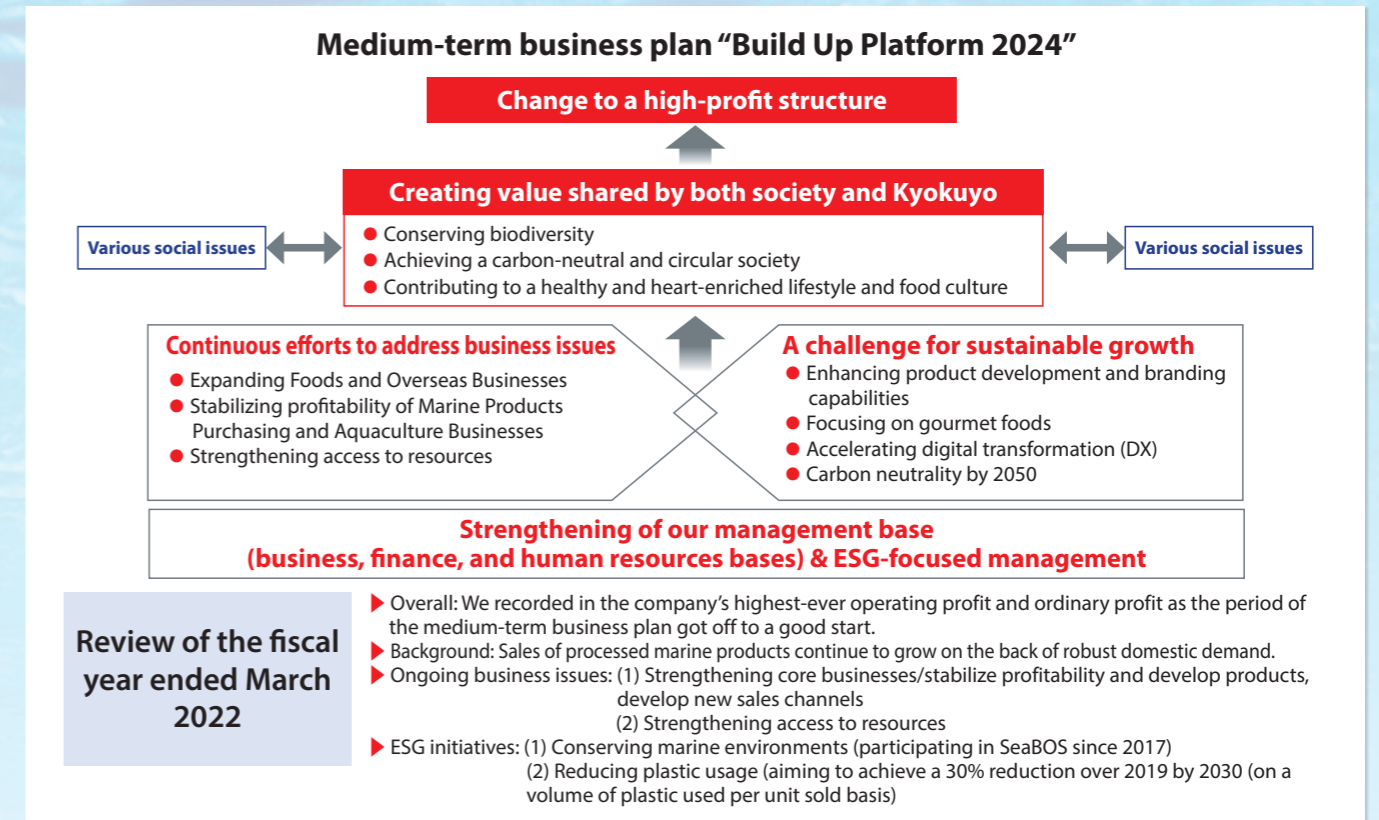 Medium-term business plan “Build Up Platform 2024”
Change to a high-profit structure
Creating value shared by both society and Kyokuyo
Various social issues
● Conserving biodiversity
● Achieving a carbon-neutral and circular society
● Contributing to a healthy and heart-enriched lifestyle and food culture
Various social issues
Continuous efforts to address business issues
● Expanding Foods and Overseas Businesses
● Stabilizing profitability of Marine Products
Purchasing and Aquaculture Businesses
● Strengthening access to resources
A challenge for sustainable growth
● Enhancing product development and branding
capabilities
● Focusing on gourmet foods
● Accelerating digital transformation (DX)
● Carbon neutrality by 2050
Strengthening of our management base
(business, finance, and human resources bases) & ESG-focused management
Review of the fiscal
year ended March
2022
▶ Overall: We recorded in the company’s highest-ever operating profit and ordinary profit as the period of
the medium-term business plan got off to a good start.
▶ Background: Sales of processed marine products continue to grow on the back of robust domestic demand.
▶ Ongoing business issues: (1) Strengthening core businesses/stabilize profitability and develop products,
develop new sales channels
(2) Strengthening access to resources
▶ ESG initiatives: (1) Conserving marine environments (participating in SeaBOS since 2017)
(2) Reducing plastic usage (aiming to achieve a 30% reduction over 2019 by 2030 (on a
volume of plastic used per unit sold basis)